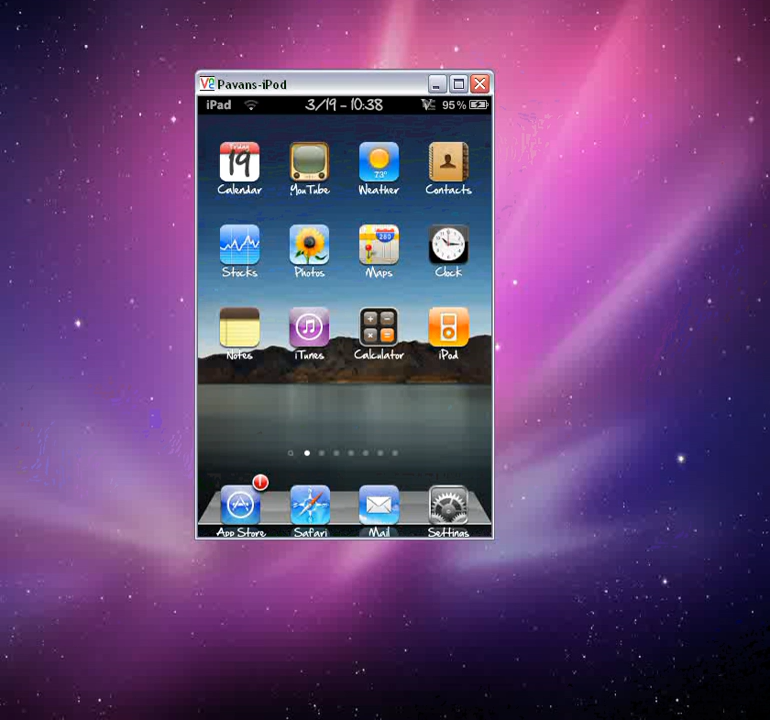 Pavans-iPod
iPad 3/19 - 10:38 95%
Friday
19
73°
280
Calendar YouTube Weather Contacts
Stocks Photos Maps Clock
Notes iTunes Calculator iPod
App Store Safari Mail Settings